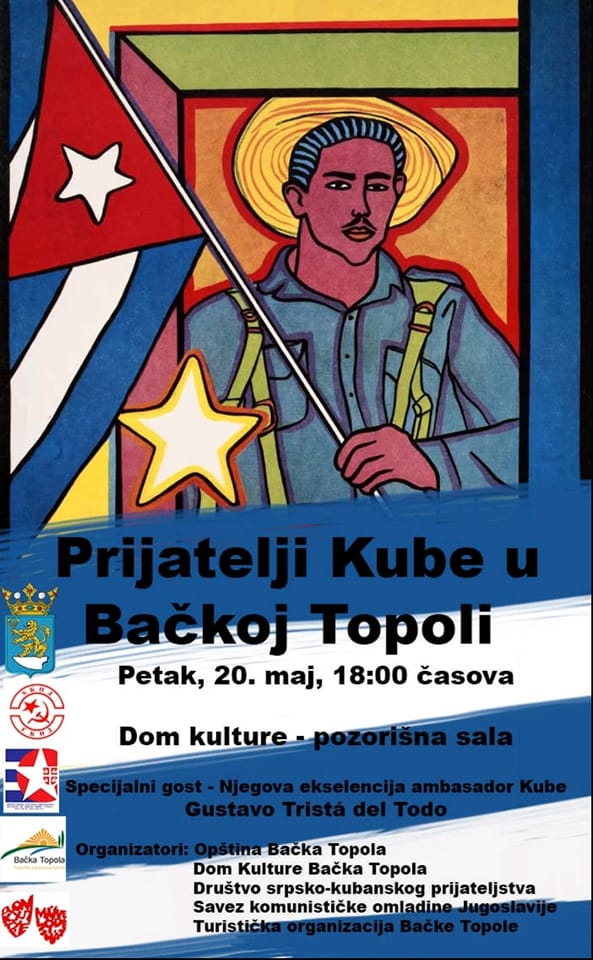 Prijatelji Kube u
Bačkoj Topoli
Petak, 20. maj, 18:00 časova
Dom kulture - pozorišna sala
Specijalni gost - Njegova ekselencija ambasador Kube
Gustavo Tristá del Todo
Organizatori: Opština Bačka Topola
Dom Kulture Bačka Topola
Društvo srpsko-kubanskog prijateljstva
Savez komunističke omladine Jugoslavije
Turistička organizacija Bačke Topole
SKOJ
СКОЈ
Bačka Topola